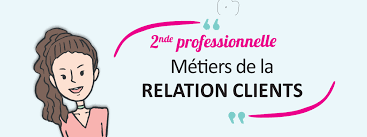 2nde professionnelle
Métiers de la
RELATION CLIENTS